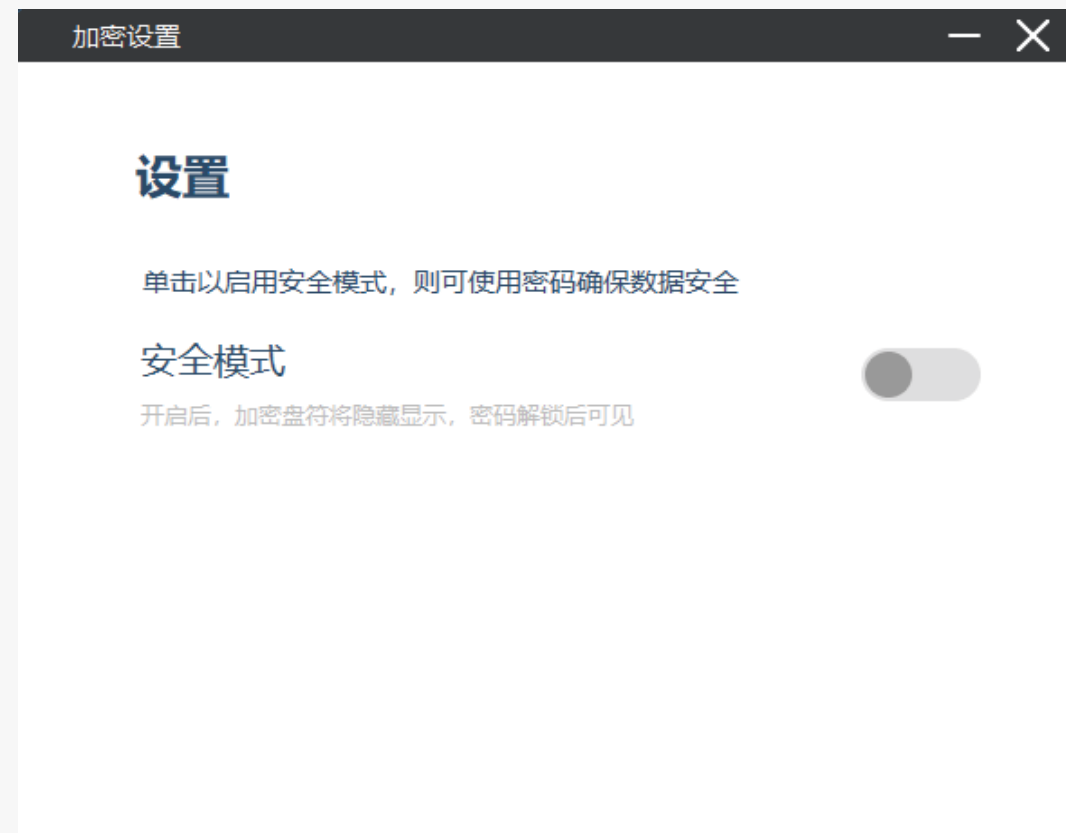 加密设置
设置
单击以启用安全模式，则可使用密码确保数据安全
安全模式
开启后，加密盘符将隐藏显示，密码解锁后可见